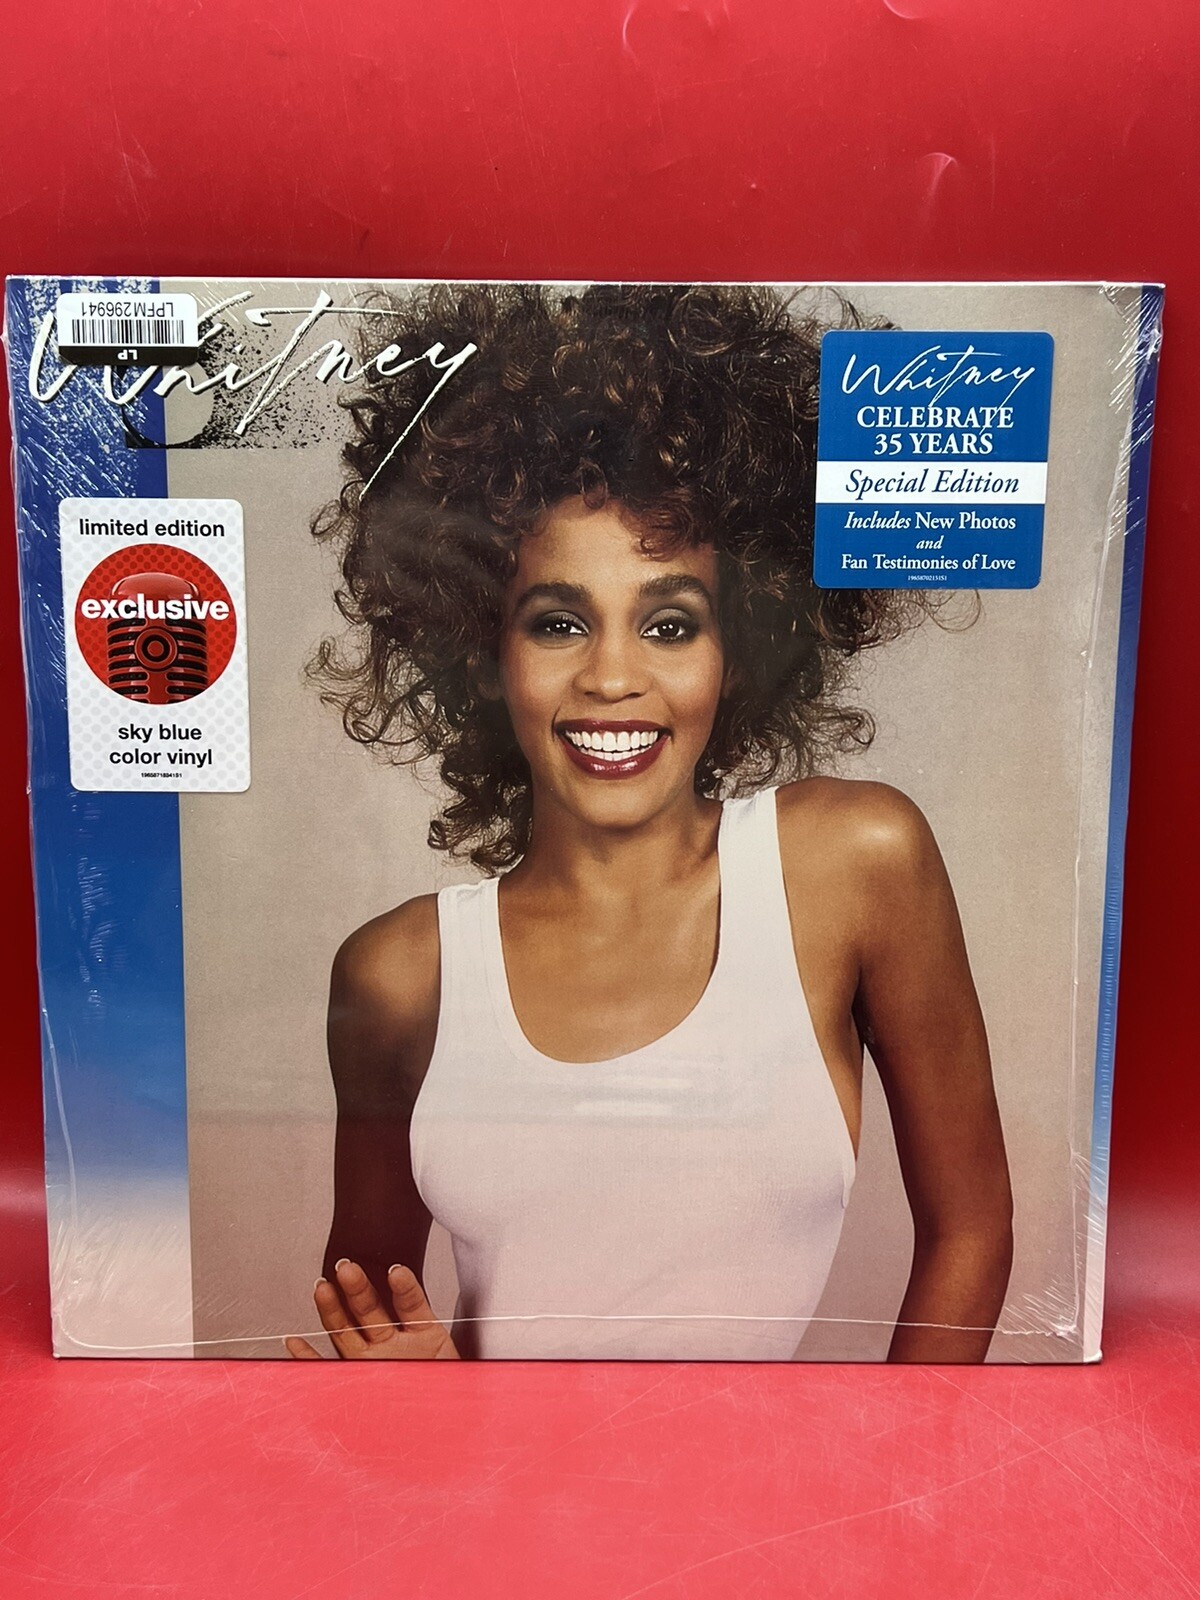 LPFM296941
LP
Whitney
limited edition
exclusive
sky blue
color vinyl
Whitney
CELEBRATE
35 YEARS
Special Edition
Includes New Photos
and
Fan Testimonies of Love